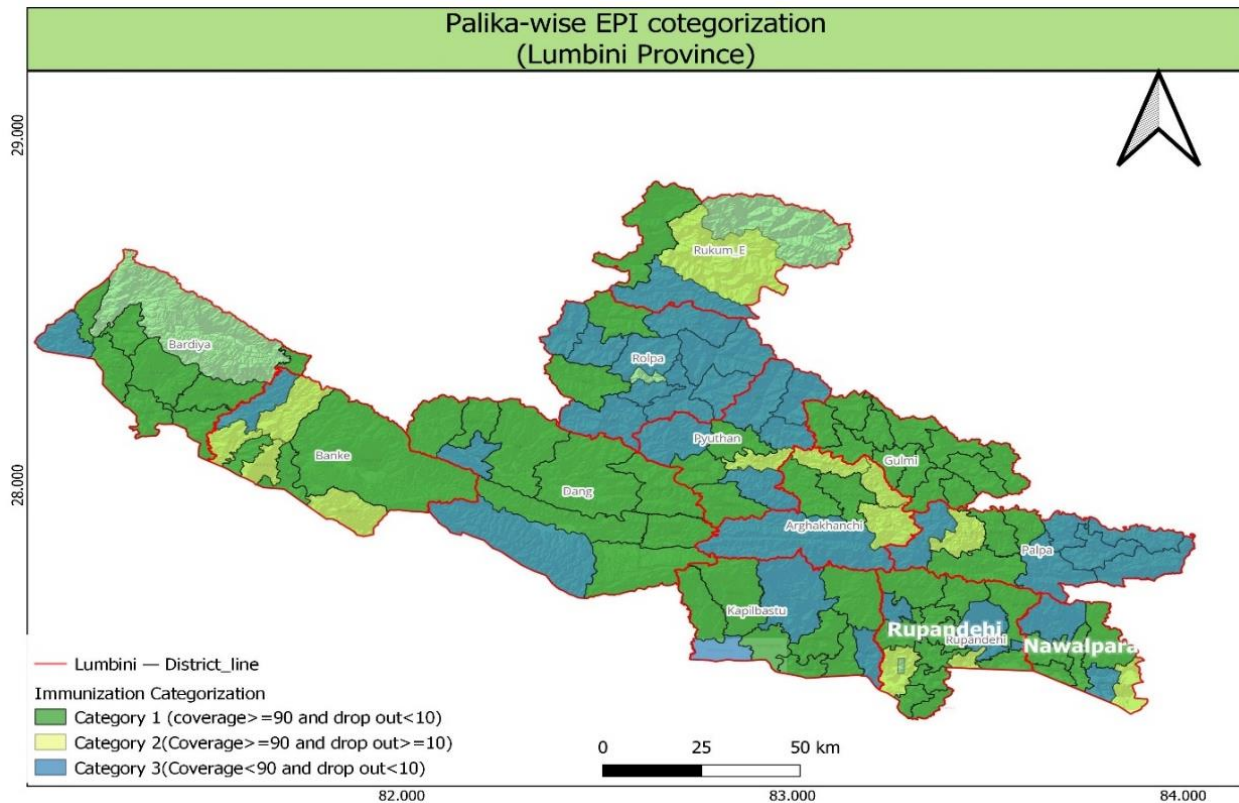 Palika-wise EPI cotegorization
(Lumbini Province)
29.000
28.000
Rukum_E
Bardiya
Rolpa
Pyuthan
Gulmi
Banke
Dang
Arghakhanchi
Palpa
Kapilbastu
Rupandehi
Rupandehi
Nawalpara
Lumbini
District_line
Immunization Categorization
Category 1 (coverage>=90 and drop out<10)
Category 2(Coverage>=90 and drop out>=10)
Category 3(Coverage<90 and drop out<10)
0 25 50 km
82.000 83.000 84.000